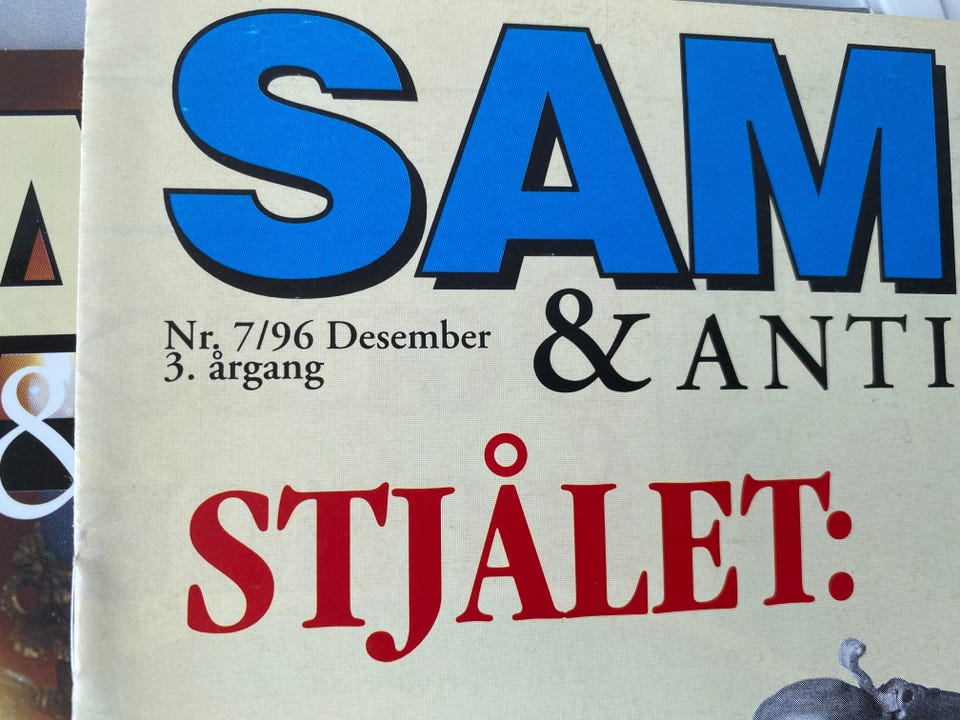 SAM
Nr. 7/96 Desember
3. årgang
& ANTI
STJÅLET:
A
&